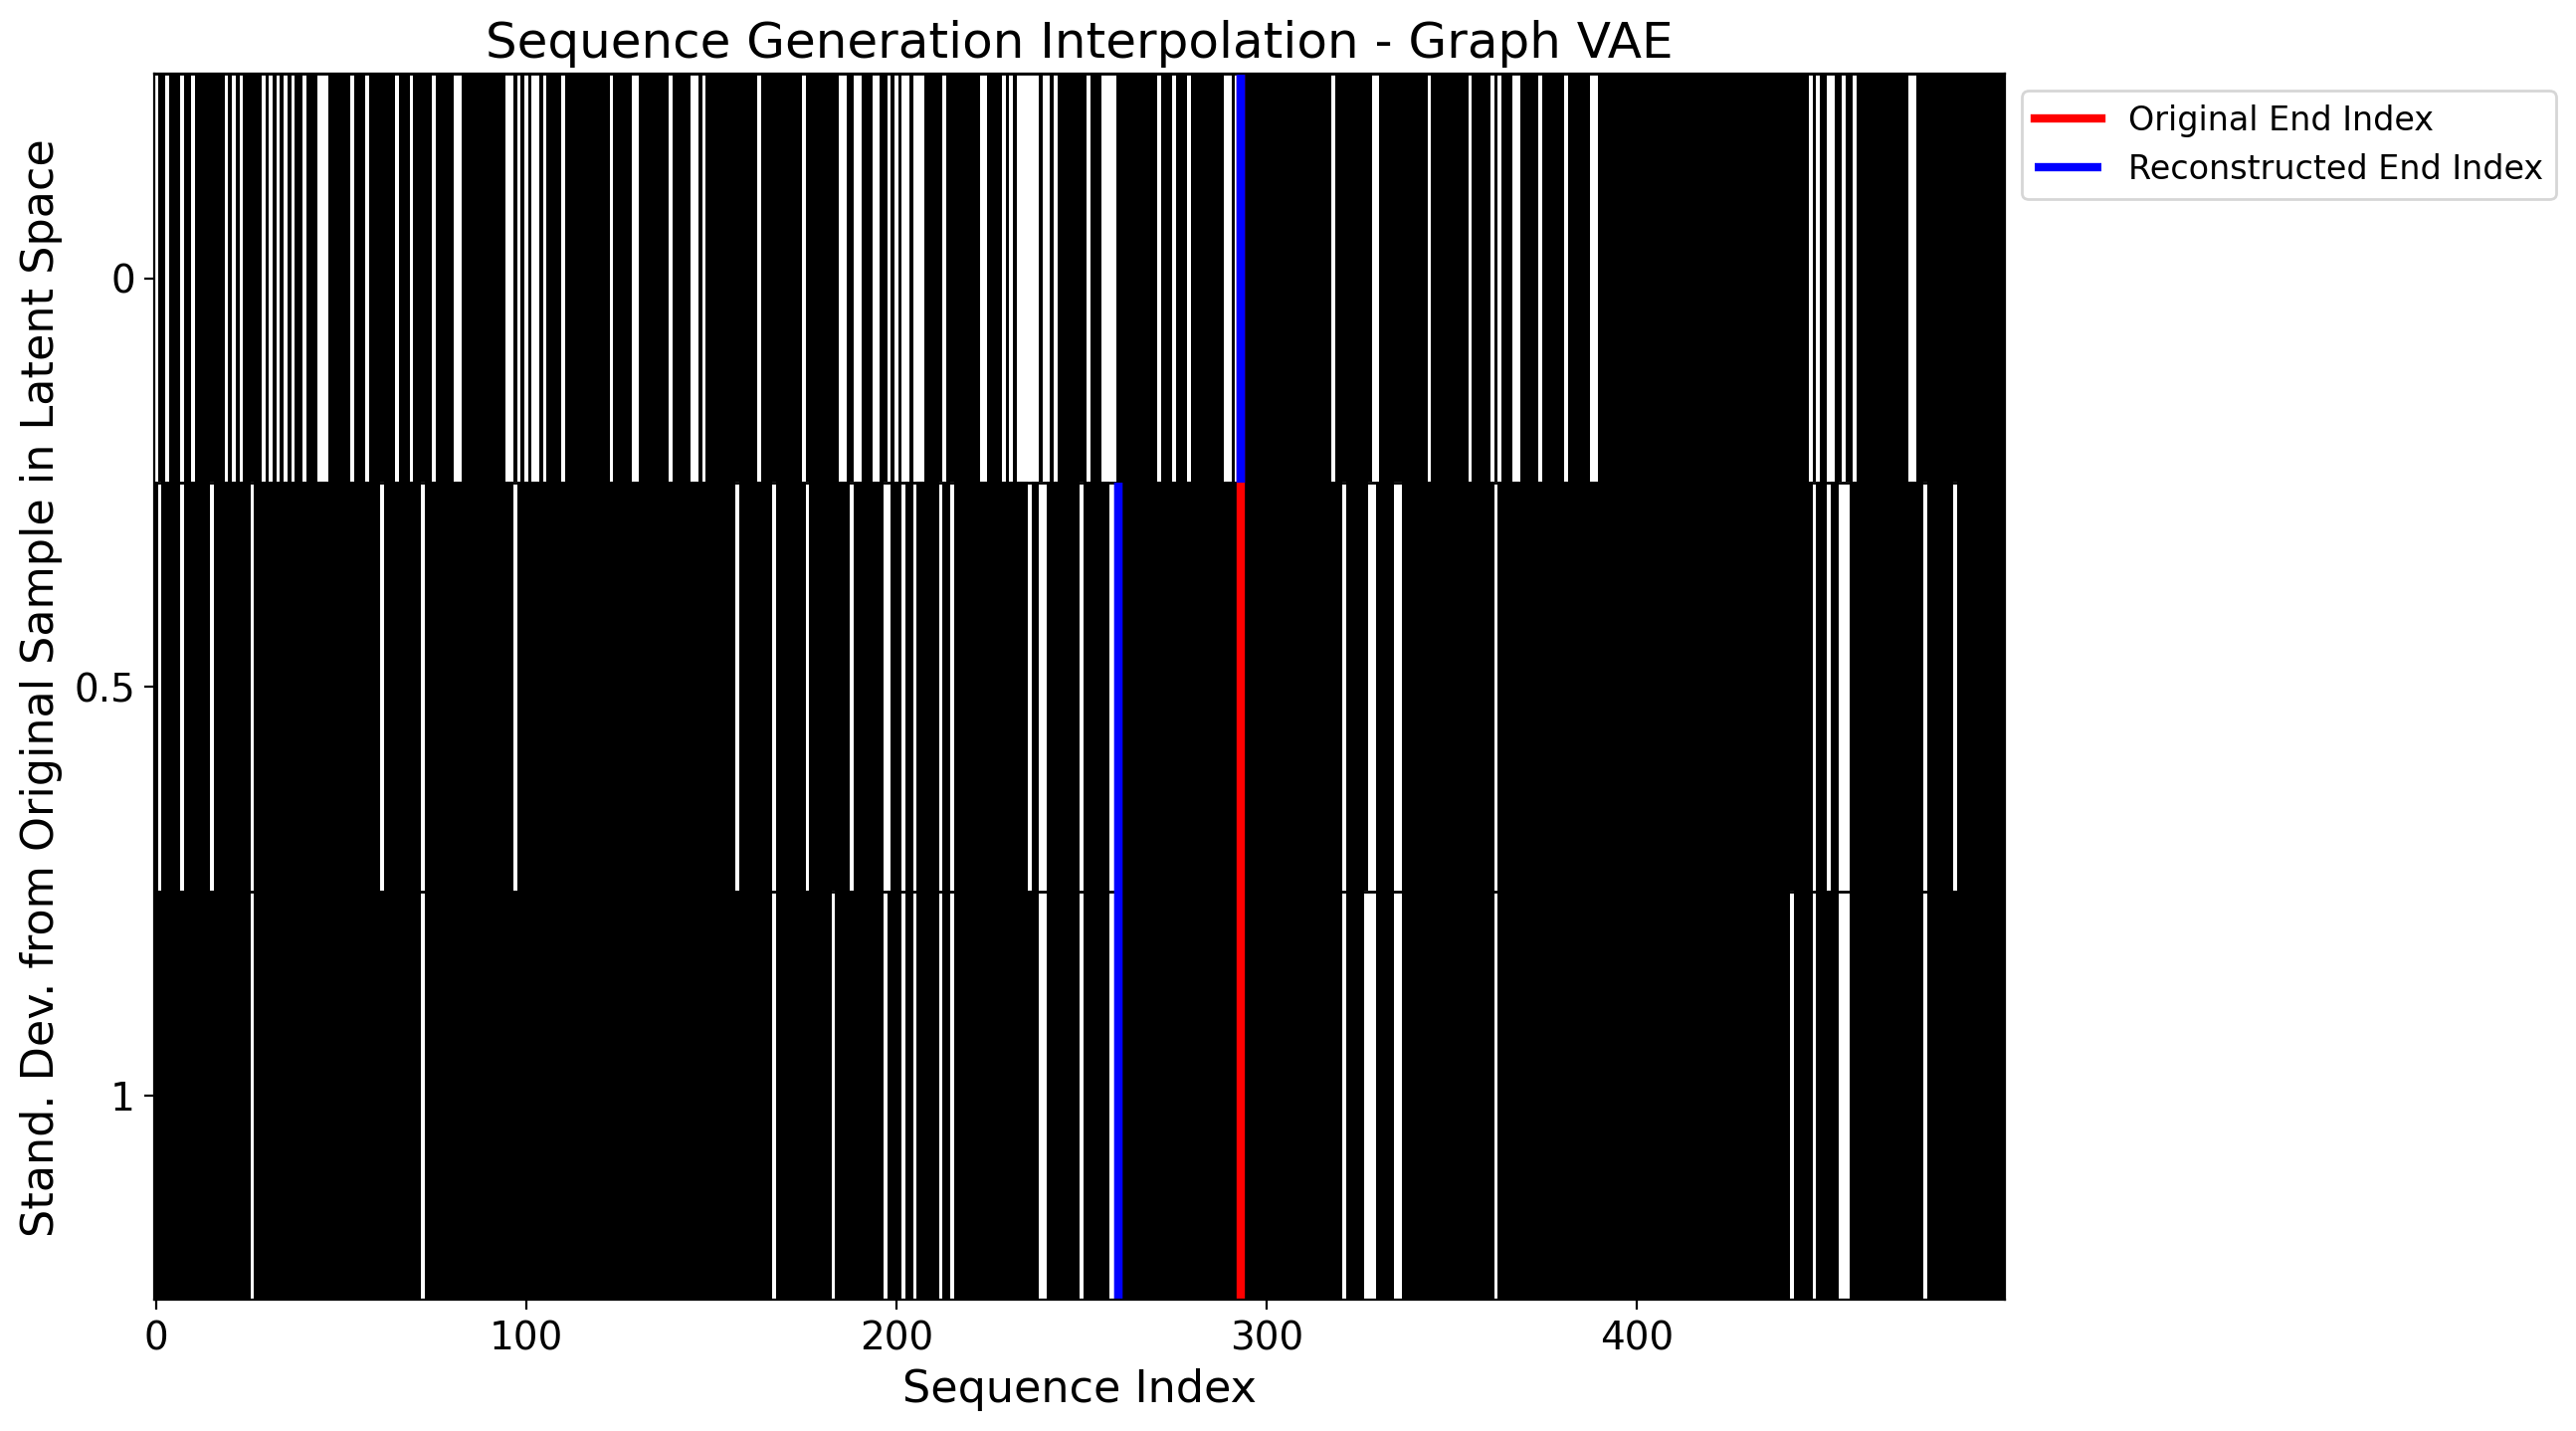 Sequence Generation Interpolation - Graph VAE
Original End Index
Reconstructed End Index
Stand. Dev. from Original Sample in Latent Space
0
0.5
1
0 100 200 300 400
Sequence Index